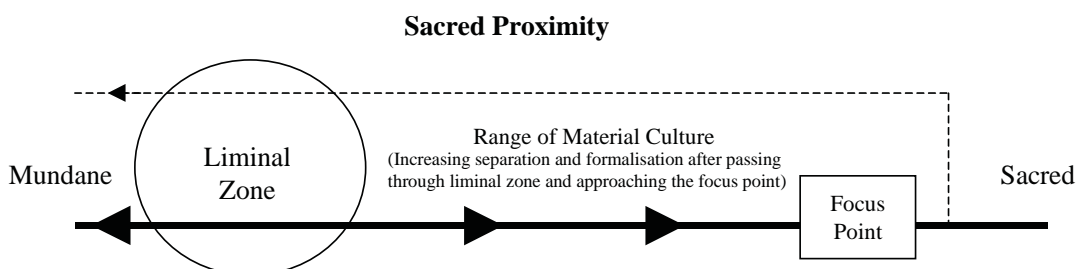 Sacred Proximity
Range of Material Culture
(Increasing separation and formalisation after passing
through liminal zone and approaching the focus point)
Liminal
Zone
Mundane
Sacred
Focus
Point